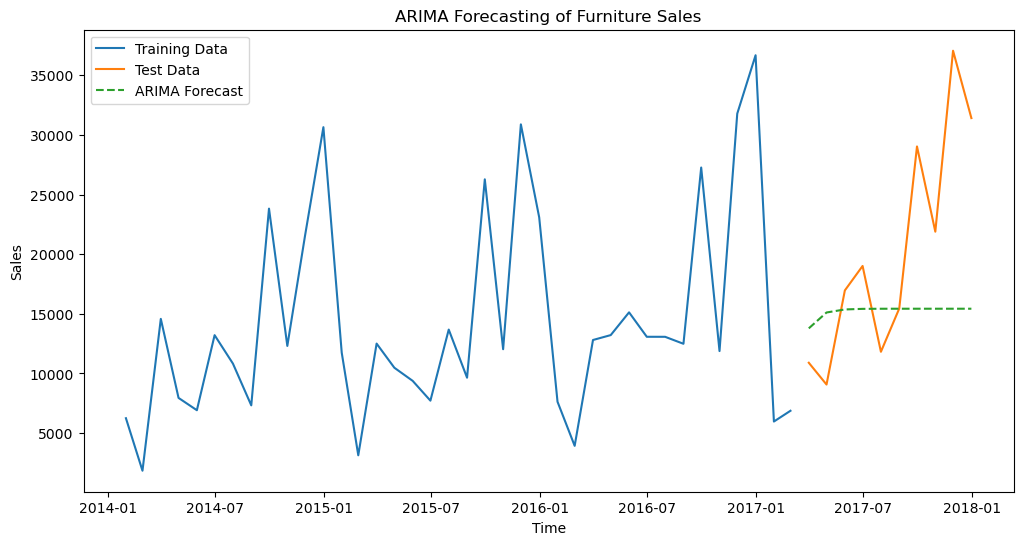 ARIMA Forecasting of Furniture Sales
Training Data
Test Data
ARIMA Forecast
Sales
35000
30000
25000
20000
15000
10000
5000
2014-01
2014-07
2015-01
2015-07
2016-01
2016-07
2017-01
2017-07
2018-01
Time